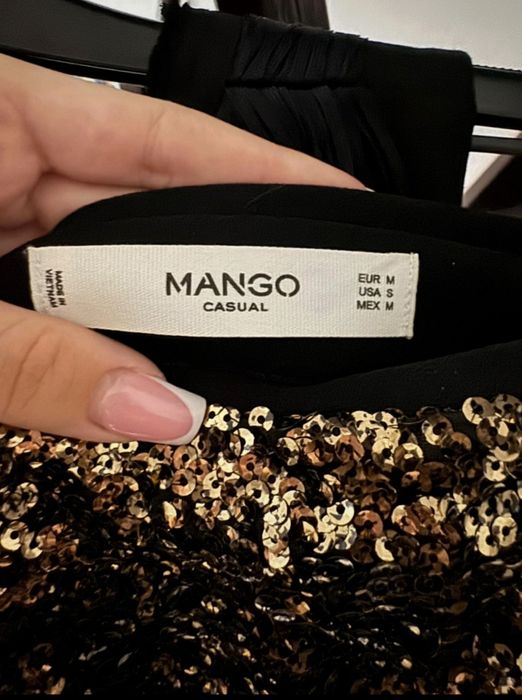 MADE IN
VIETNAM
MANGO
CASUAL
EUR M
USA S
MEX M